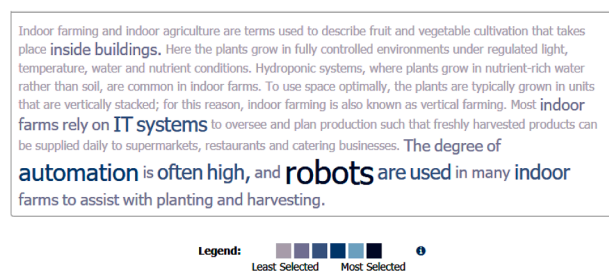 Indoor farming and indoor agriculture are terms used to describe fruit and vegetable cultivation that takes
place inside buildings. Here the plants grow in fully controlled environments under regulated light,
temperature, water and nutrient conditions. Hydroponic systems, where plants grow in nutrient-rich water
rather than soil, are common in indoor farms. To use space optimally, the plants are typically grown in units
that are vertically stacked; for this reason, indoor farming is also known as vertical farming. Most indoor
farms rely on IT systems to oversee and plan production such that freshly harvested products can
be supplied daily to supermarkets, restaurants and catering businesses. The degree of
automation is often high, and robots are used in many indoor
farms to assist with planting and harvesting.
Legend:
Least Selected Most Selected